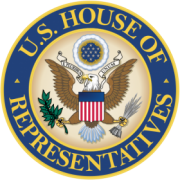 U.S. HOUSE OF
REPRESENTATIVES